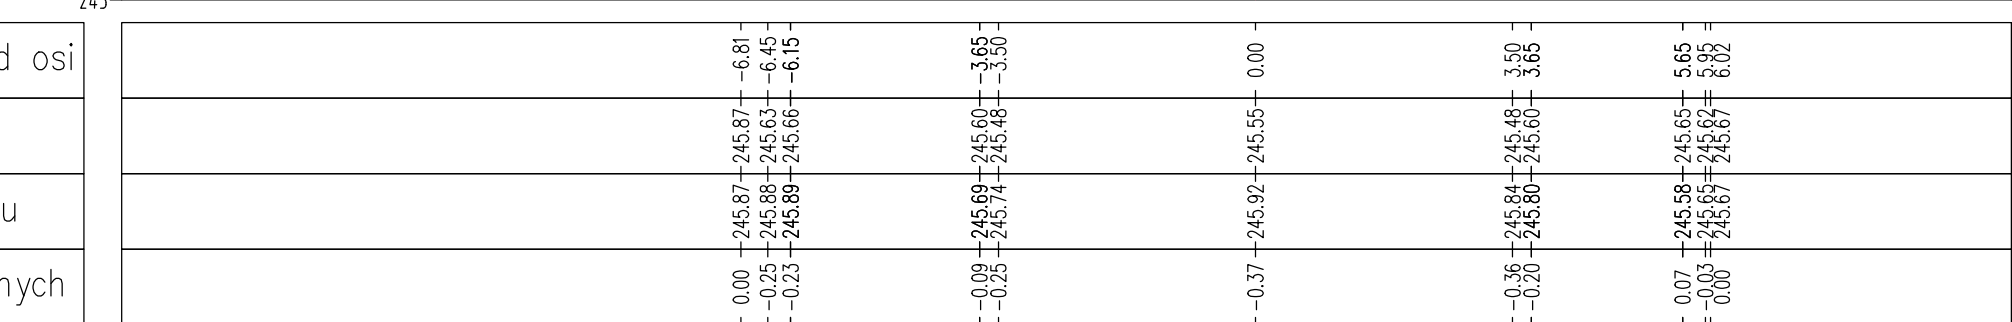 245
d osi -6.81 -6.45 -6.15 -3.65 -3.50 0.00 3.50 3.65 5.65 5.95 6.02
245.87 245.63 245.66 245.60 245.48 245.55 245.48 245.60 245.65 245.62 245.67
u 245.87 245.88 245.89 245.69 245.74 245.92 245.84 245.80 245.58 245.65 245.67
nych 0.00 -0.25 -0.23 -0.09 -0.25 -0.37 -0.36 -0.20 0.07 -0.03 0.00